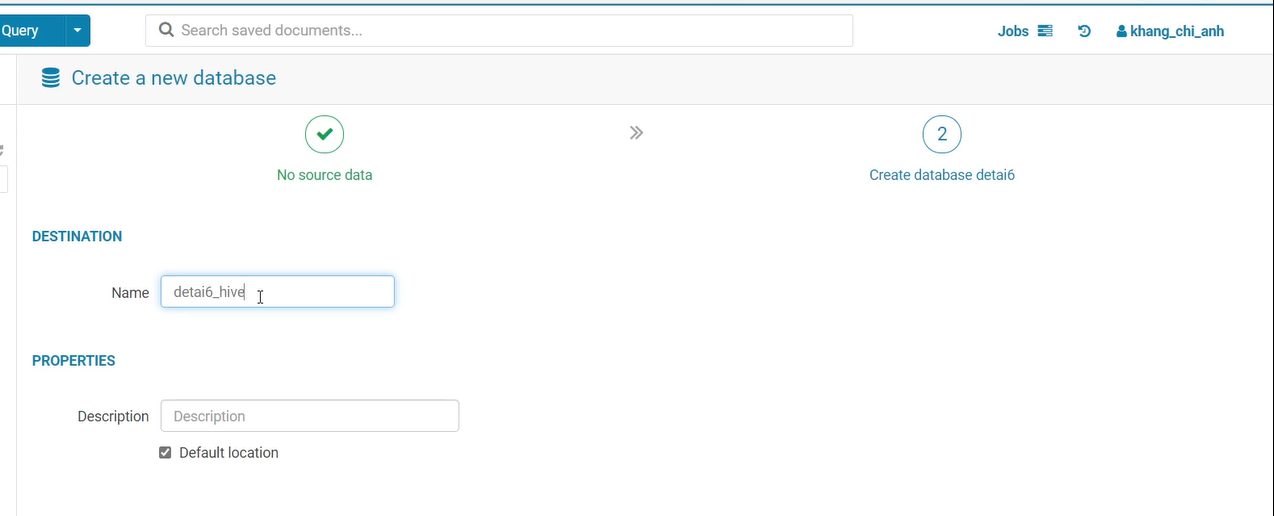 Query
Search saved documents...
Jobs
khang_chi_anh
Create a new database
2
No source data
Create database detai6
DESTINATION
Name
detai6_hive
PROPERTIES
Description
Description
Default location